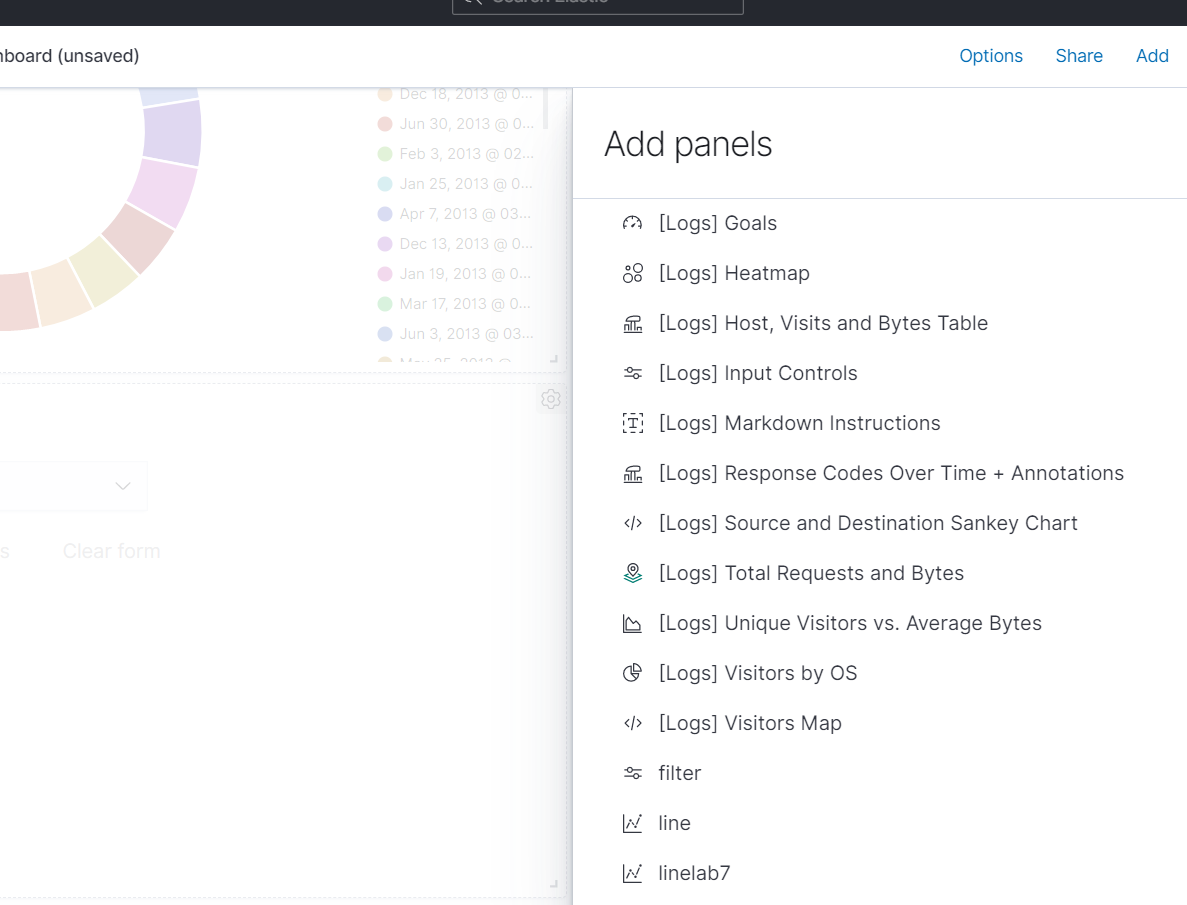 Search Elastic
nboard (unsaved)
Options
Share
Add
Dec 18, 2013 @ 0...
Jun 30, 2013 @ 0...
Feb 3, 2013 @ 02...
Jan 25, 2013 @ 0...
Apr 7, 2013 @ 03...
Dec 13, 2013 @ 0...
Jan 19, 2013 @ 0...
Mar 17, 2013 @ 0...
Jun 3, 2013 @ 03...
May 25, 2013 @
s
Clear form
Add panels
[Logs] Goals
[Logs] Heatmap
[Logs] Host, Visits and Bytes Table
[Logs] Input Controls
[Logs] Markdown Instructions
[Logs] Response Codes Over Time + Annotations
[Logs] Source and Destination Sankey Chart
[Logs] Total Requests and Bytes
[Logs] Unique Visitors vs. Average Bytes
[Logs] Visitors by OS
[Logs] Visitors Map
filter
line
linelab7